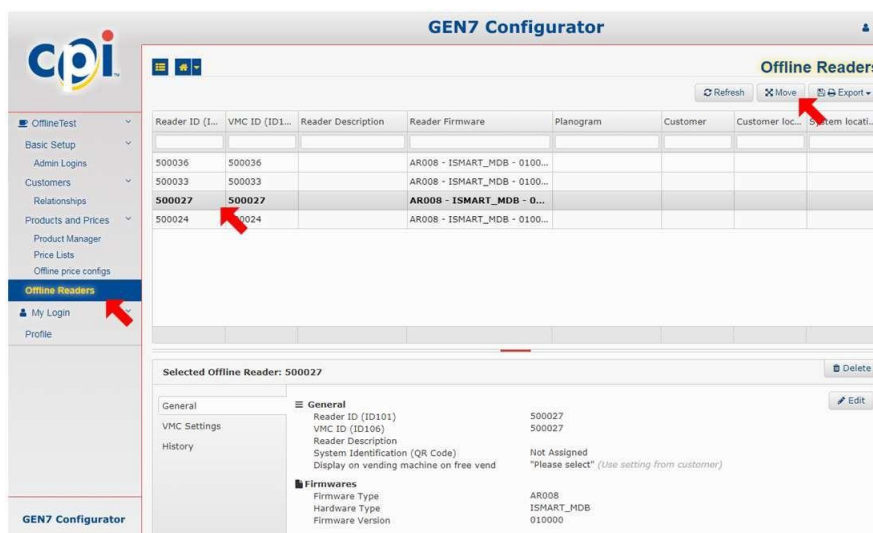 GEN7 Configurator
cpi
Offline Readers
Refresh Move Export
OfflineTest
Basic Setup
Admin Logins
Customers
Relationships
Products and Prices
Product Manager
Price Lists
Offline price configs
Offline Readers
My Login
Profile
Reader ID (I... VMC ID (ID1... Reader Description Reader Firmware Planogram Customer Customer loc... System locati...
500036 500036 AR008 - ISMART_MDB - 0100...
500033 500033 AR008 - ISMART_MDB - 0100...
500027 500027 AR008 - ISMART_MDB - 0...
500024 500024 AR008 - ISMART_MDB - 0100...
Selected Offline Reader: 500027
Delete
General
VMC Settings
History
General
Edit
Reader ID (ID101) 500027
VMC ID (ID106) 500027
Reader Description
System Identification (QR Code) Not Assigned
Display on vending machine on free vend "Please select" (Use setting from customer)
Firmwares
Firmware Type AR008
Hardware Type ISMART_MDB
Firmware Version 010000
GEN7 Configurator